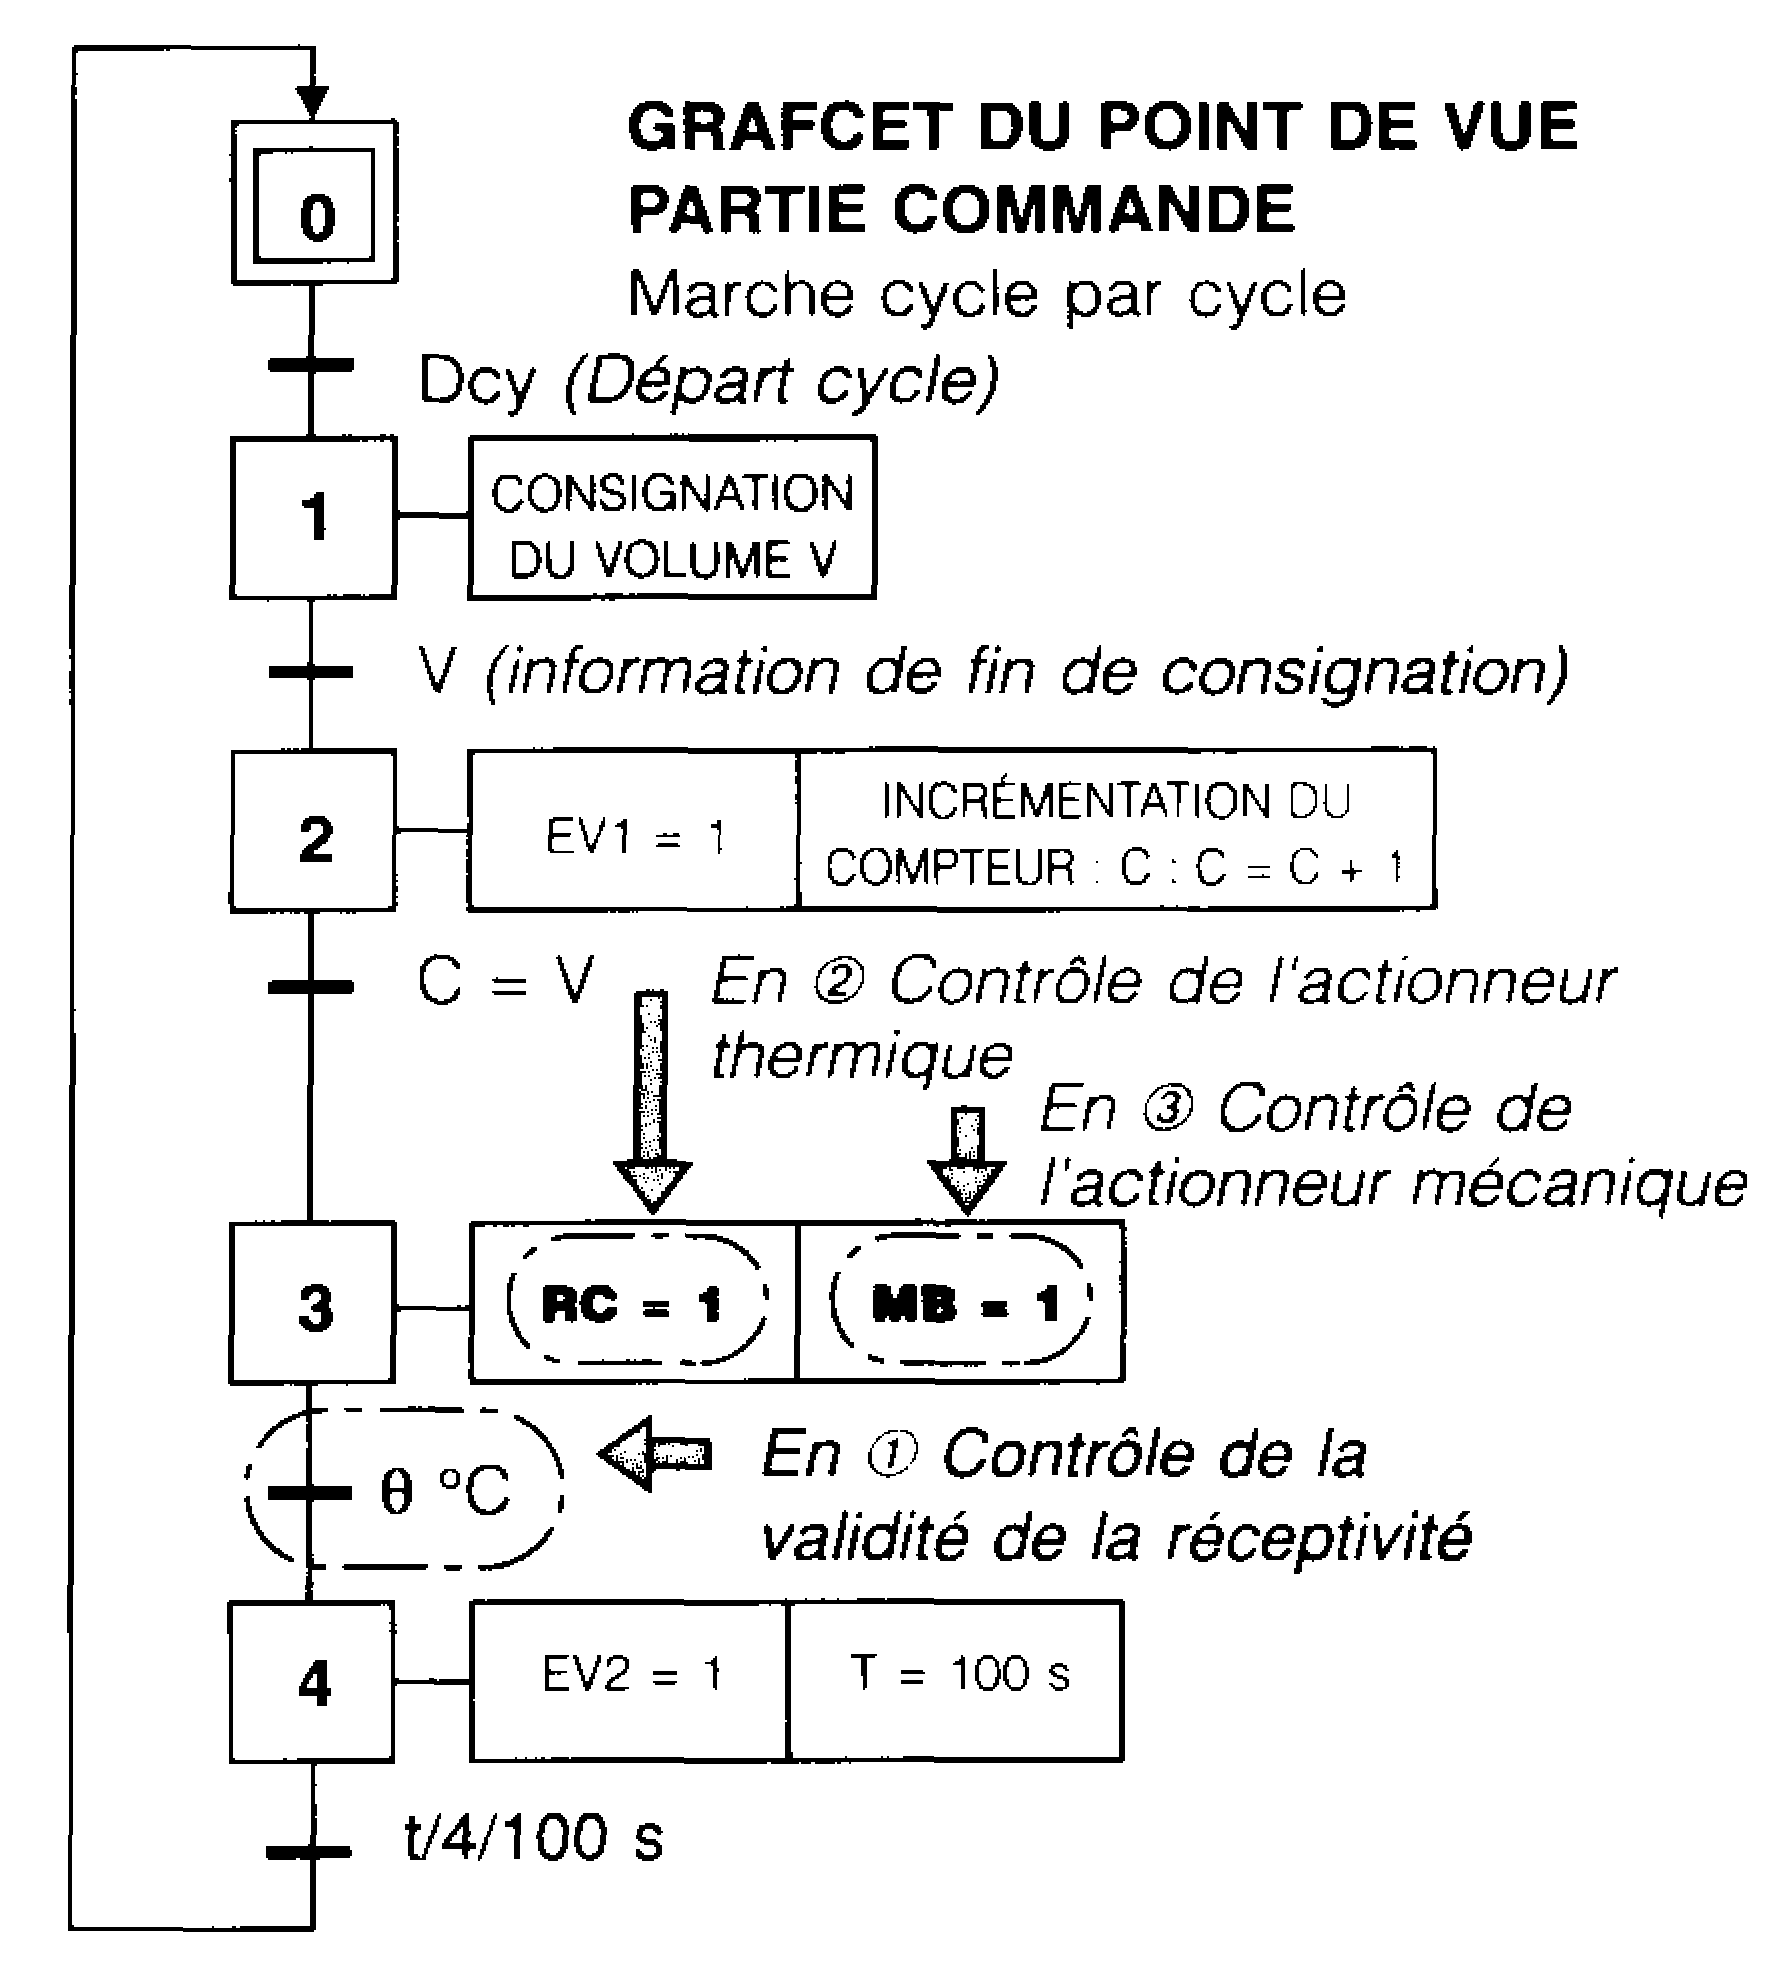 GRAFCET DU POINT DE VUE
PARTIE COMMANDE
Marche cycle par cycle
0
Dcy (Départ cycle)
1
CONSIGNATION
DU VOLUME V
V (information de fin de consignation)
2
EV1 = 1
INCRÉMENTATION DU
COMPTEUR : C : C = C + 1
C = V
En ② Contrôle de l'actionneur
thermique
En ③ Contrôle de
l'actionneur mécanique
3
RC = 1
MB = 1
θ °C
En ① Contrôle de la
validité de la réceptivité
4
EV2 = 1
T = 100 s
t/4/100 s